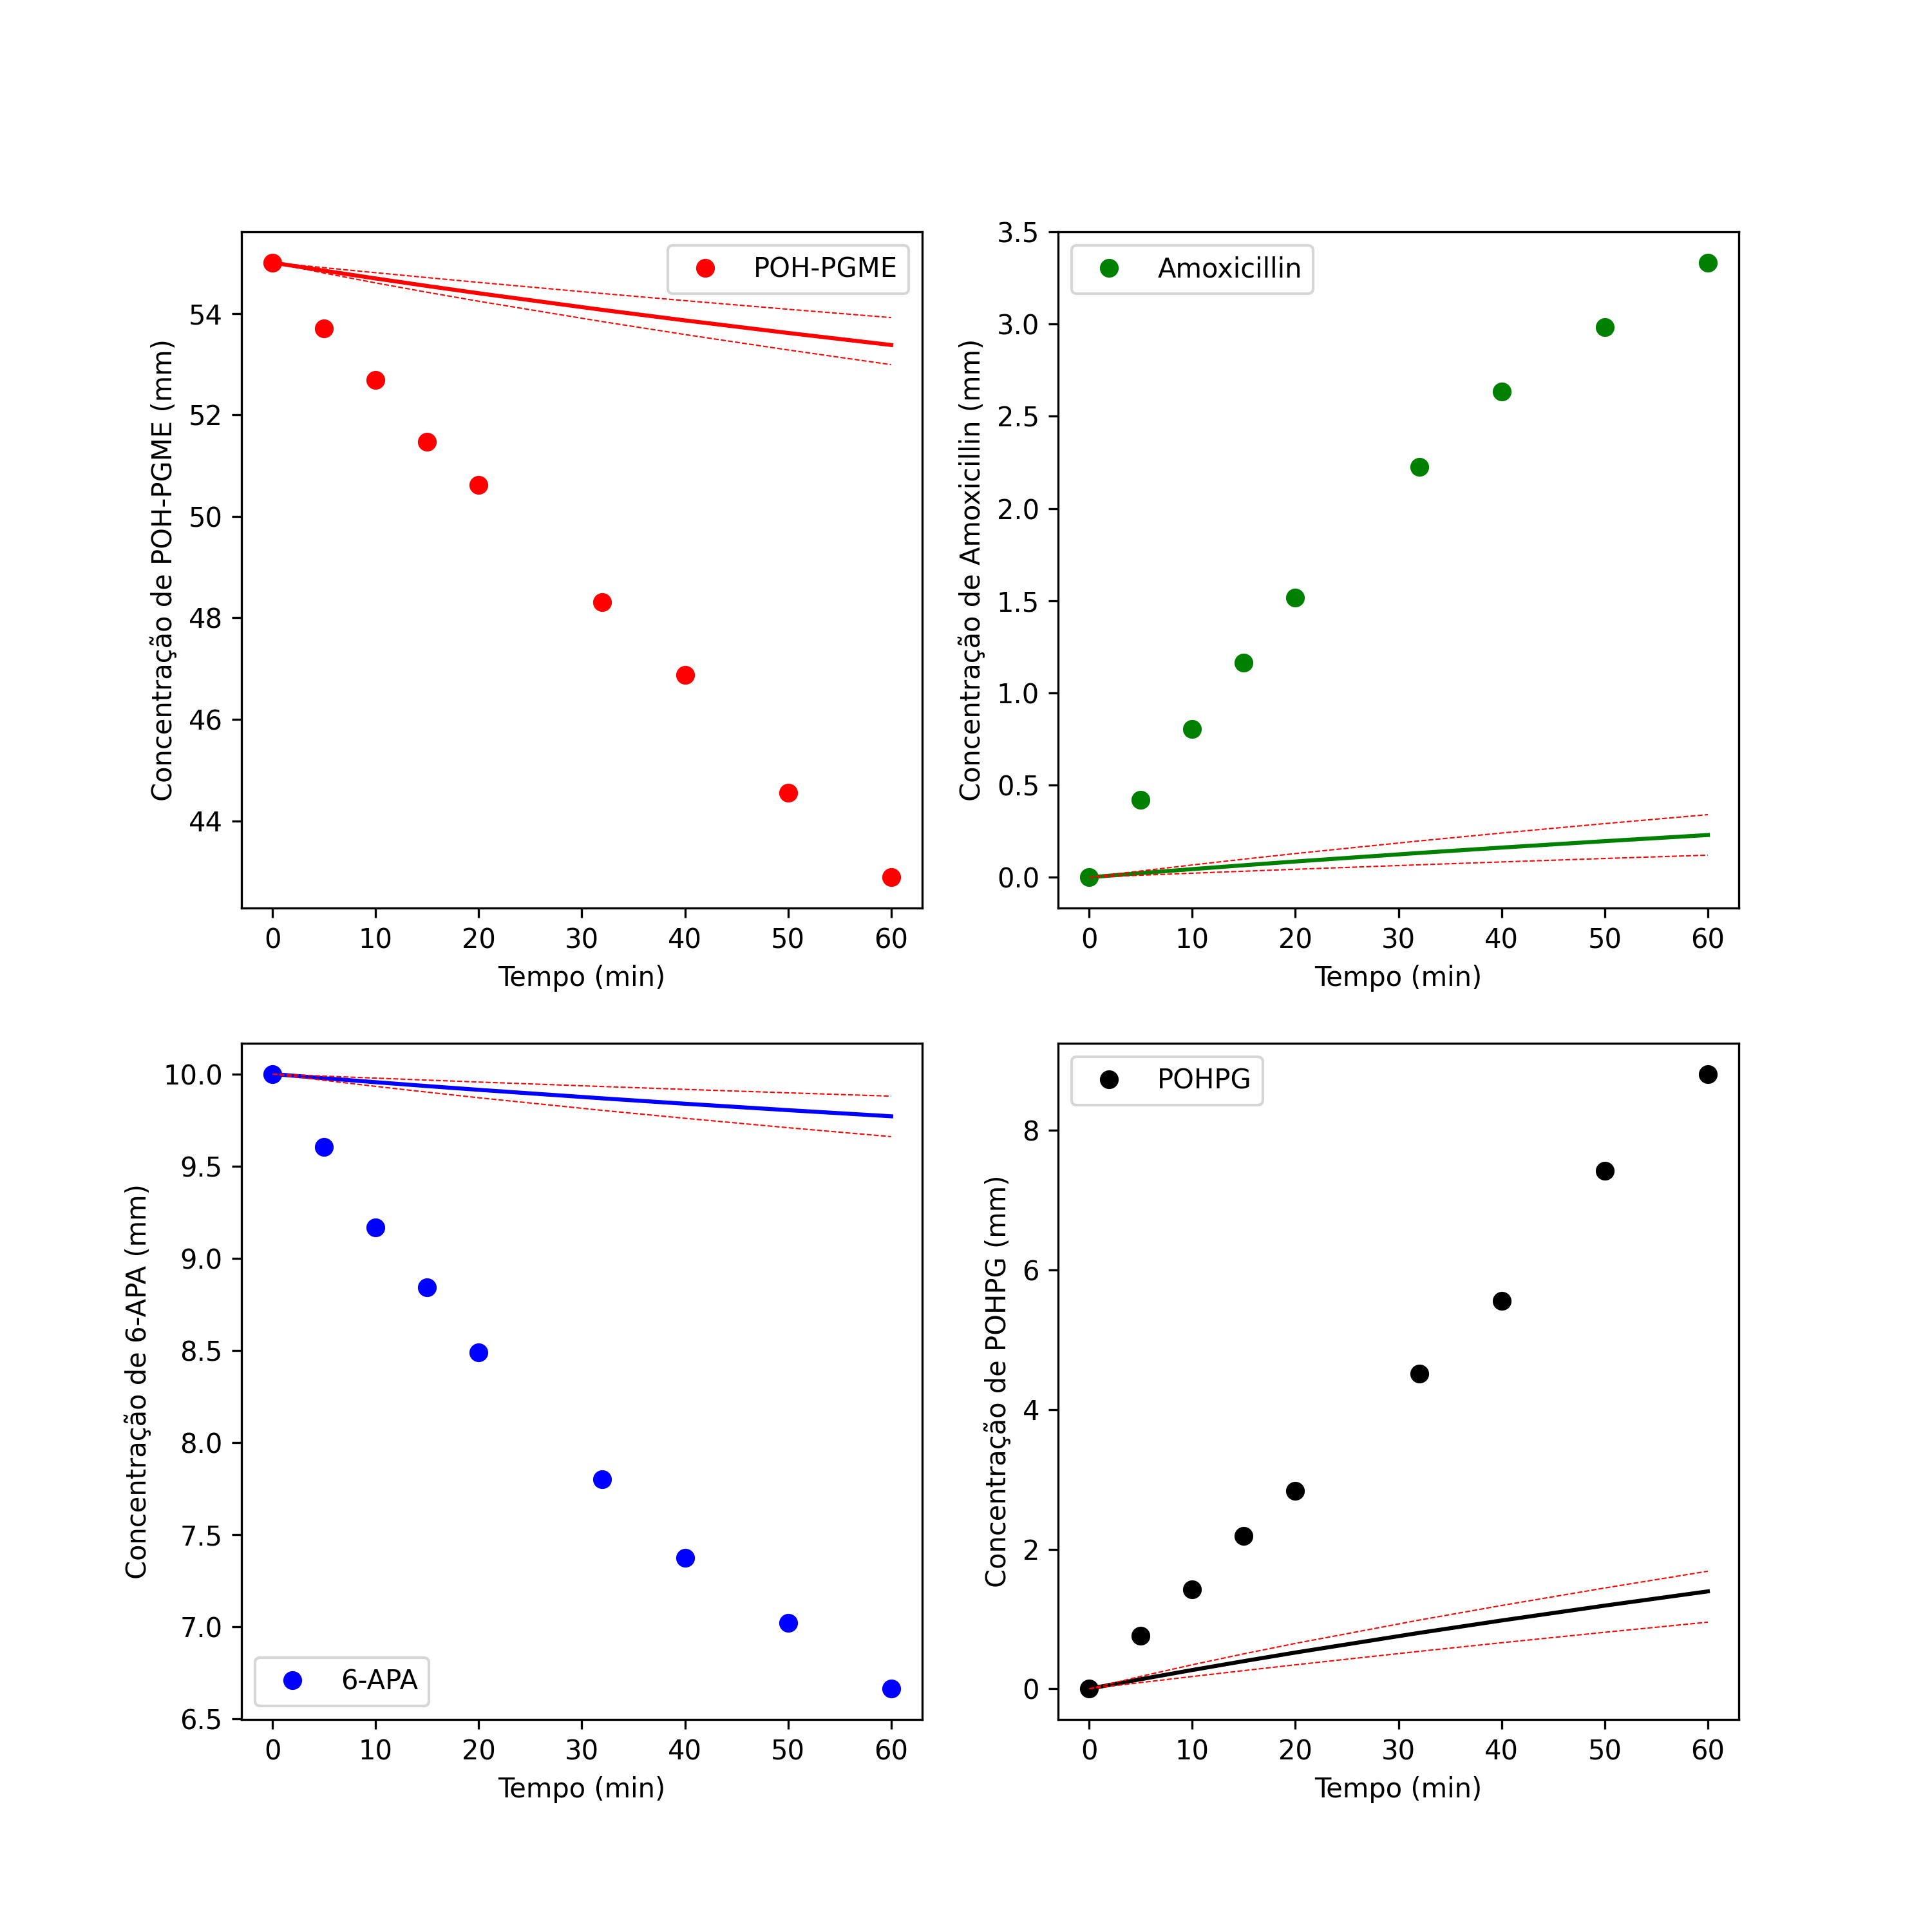 POH-PGME
Concentração de POH-PGME (mm)
54
52
50
48
46
44
0 10 20 30 40 50 60
Tempo (min)
Amoxicillin
Concentração de Amoxicillin (mm)
3.5
3.0
2.5
2.0
1.5
1.0
0.5
0.0
0 10 20 30 40 50 60
Tempo (min)
6-APA
Concentração de 6-APA (mm)
10.0
9.5
9.0
8.5
8.0
7.5
7.0
6.5
0 10 20 30 40 50 60
Tempo (min)
POHPG
Concentração de POHPG (mm)
8
6
4
2
0
0 10 20 30 40 50 60
Tempo (min)